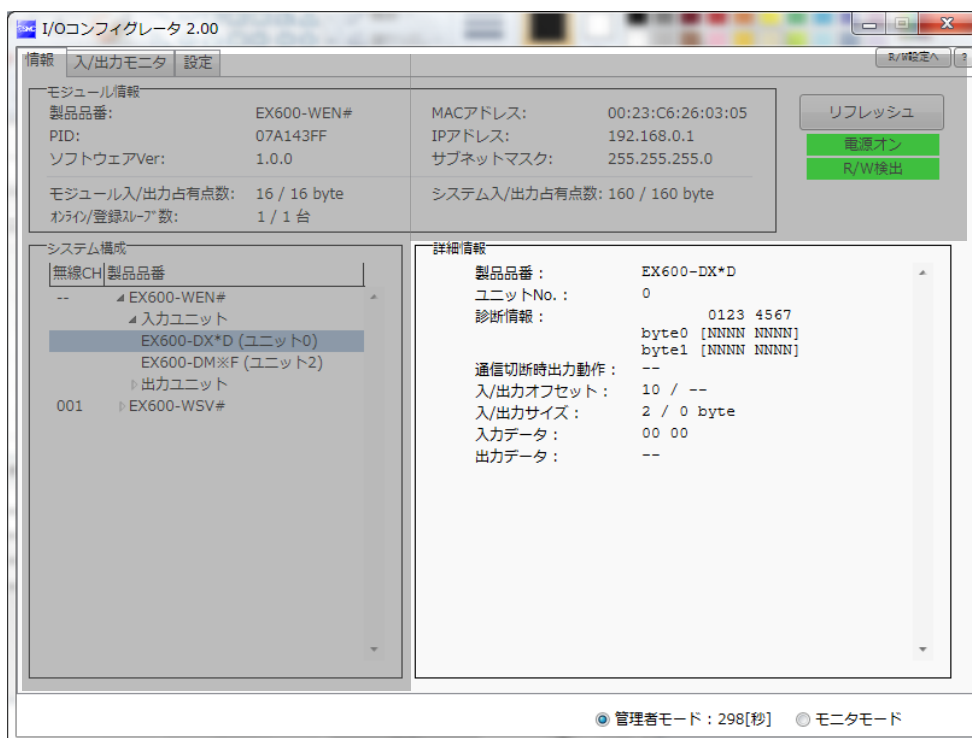 I/Oコンフィグレータ 2.00
情報 入/出力モニタ 設定 R/W設定へ ?
モジュール情報
製品品番: EX600-WEN# MACアドレス: 00:23:C6:26:03:05 リフレッシュ
PID: 07A143FF IPアドレス: 192.168.0.1 電源オン
ソフトウェアVer: 1.0.0 サブネットマスク: 255.255.255.0 R/W検出
モジュール入/出力占有点数: 16 / 16 byte システム入/出力占有点数: 160 / 160 byte
オンライン/登録スレーブ数: 1 / 1 台
システム構成
無線CH 製品品番
-- EX600-WEN#
入力ユニット
EX600-DX*D (ユニット0)
EX600-DM※F (ユニット2)
出力ユニット
001 EX600-WSV#
詳細情報
製品品番： EX600-DX*D
ユニットNo.： 0
診断情報： 0123 4567
byte0 [NNNN NNNN]
byte1 [NNNN NNNN]
通信切断時出力動作： --
入/出力オフセット： 10 / --
入/出力サイズ： 2 / 0 byte
入力データ： 00 00
出力データ： --
管理者モード：298[秒] モニタモード